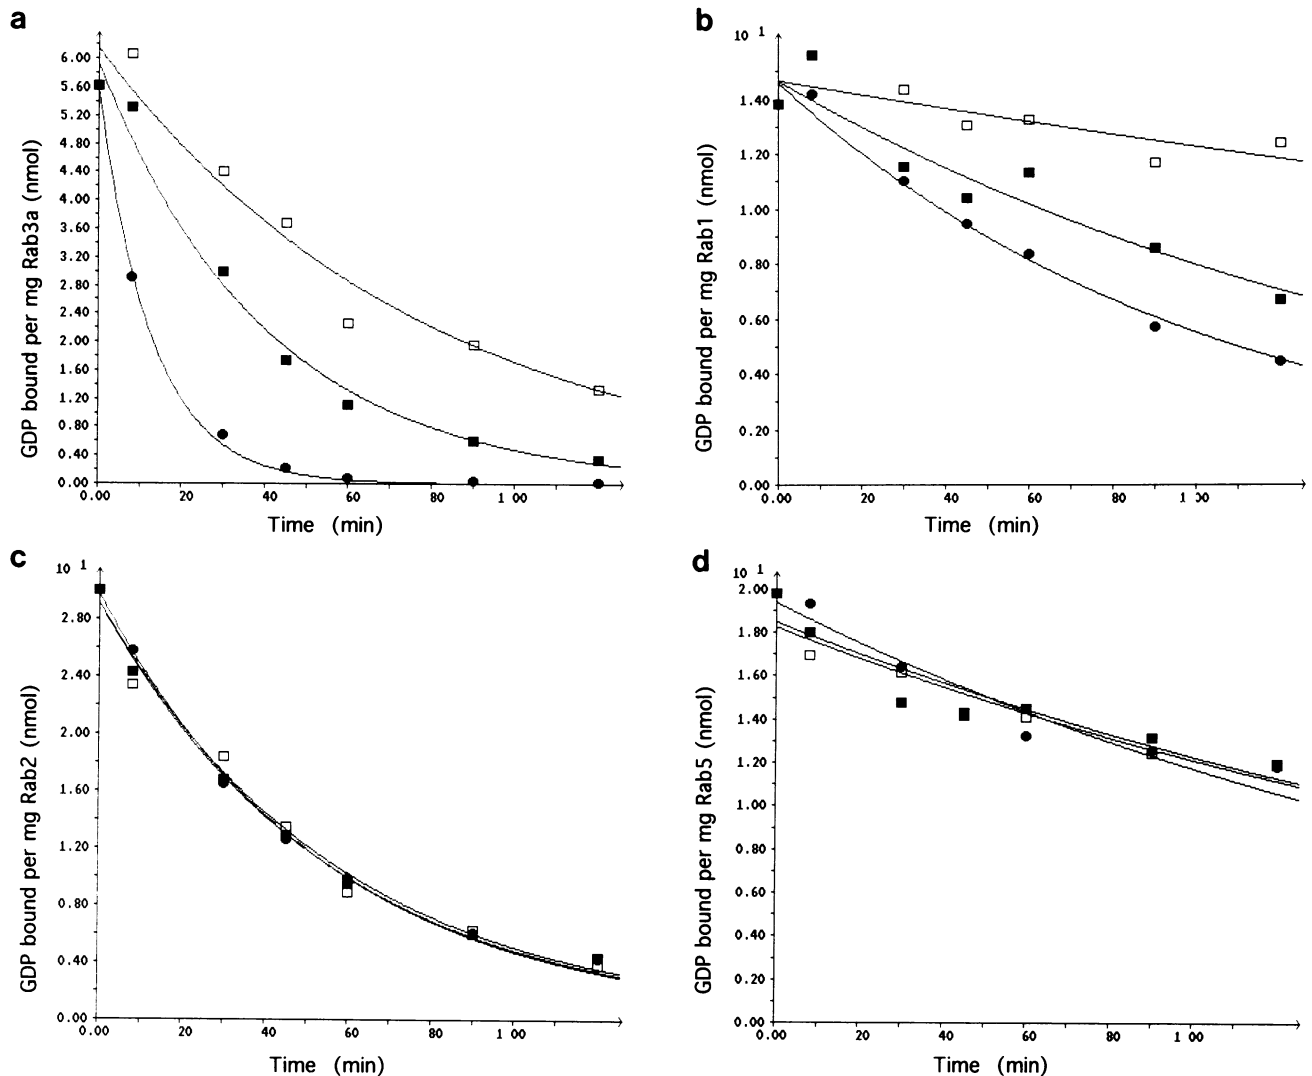 a
6.00
5.60
5.20
4.80
4.40
4.00
3.60
3.20
2.80
2.40
2.00
1.60
1.20
0.80
0.40
0.00
GDP bound per mg Rab3a (nmol)
0.00 20 40 60 80 1 00
Time (min)
b
10 1
1.40
1.20
1.00
0.80
0.60
0.40
0.20
0.00
GDP bound per mg Rab1 (nmol)
0.00 20 40 60 80 1 00
Time (min)
c
10 1
2.80
2.40
2.00
1.60
1.20
0.80
0.40
0.00
GDP bound per mg Rab2 (nmol)
0.00 20 40 60 80 1 00
Time (min)
d
10 1
2.00
1.80
1.60
1.40
1.20
1.00
0.80
0.60
0.40
0.20
0.00
GDP bound per mg Rab5 (nmol)
0.00 20 40 60 80 1 00
Time (min)